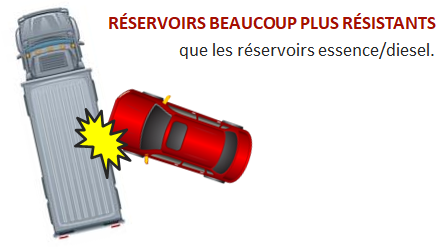 RÉSERVOIRS BEAUCOUP PLUS RÉSISTANTS
que les réservoirs essence/diesel.